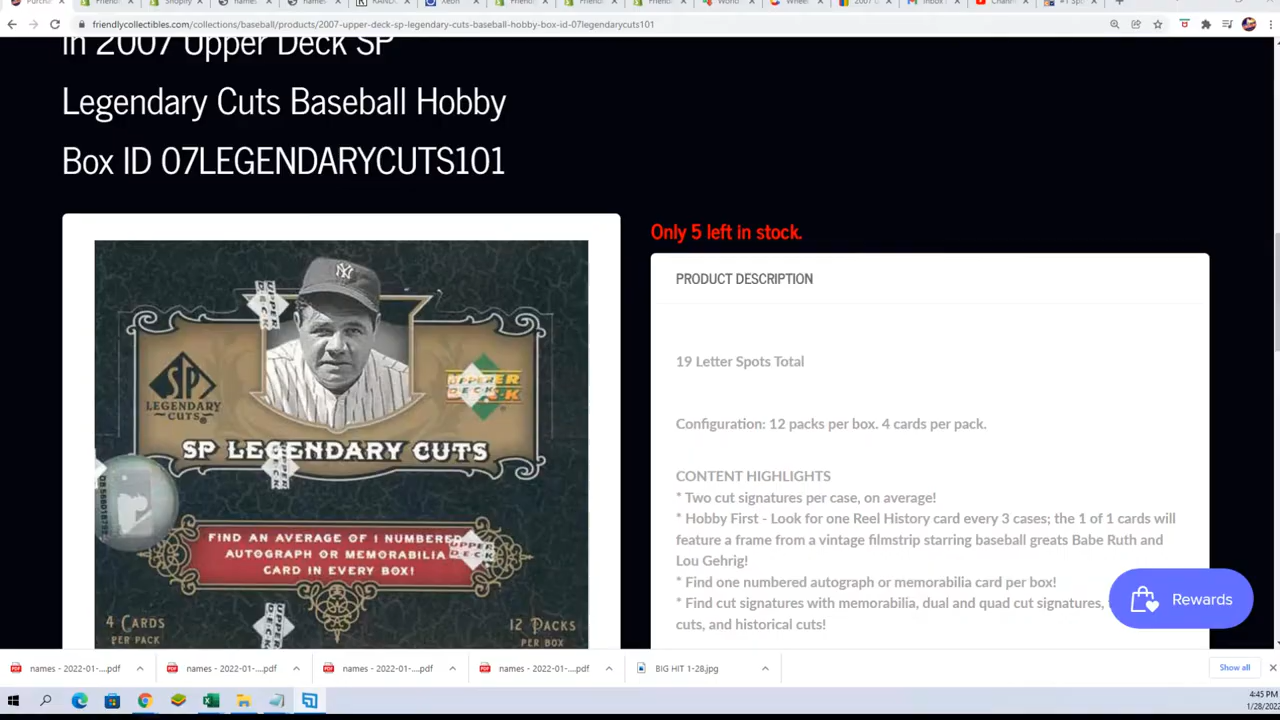 friendlycollectibles.com/collections/baseball/products/2007-upper-deck-sp-legendary-cuts-baseball-hobby-box-id-07legendarycuts101
in 2007 Upper Deck SP
Legendary Cuts Baseball Hobby
Box ID 07LEGENDARYCUTS101
Only 5 left in stock.
PRODUCT DESCRIPTION
19 Letter Spots Total
Configuration: 12 packs per box. 4 cards per pack.
CONTENT HIGHLIGHTS
* Two cut signatures per case, on average!
* Hobby First - Look for one Reel History card every 3 cases; the 1 of 1 cards will
feature a frame from a vintage filmstrip starring baseball greats Babe Ruth and
Lou Gehrig!
* Find one numbered autograph or memorabilia card per box!
* Find cut signatures with memorabilia, dual and quad cut signatures,
cuts, and historical cuts!
Rewards
SP
LEGENDARY
CUTS
UPPER
DECK
SP LEGENDARY CUTS
FIND AN AVERAGE OF 1 NUMBERED
AUTOGRAPH OR MEMORABILIA
CARD IN EVERY BOX!
4 CARDS
PER PACK
12 PACKS
PER BOX
names - 2022-01-....pdf
names - 2022-01-....pdf
names - 2022-01-....pdf
names - 2022-01-....pdf
BIG HIT 1-28.jpg
Show all
4:45 PM
1/28/2022